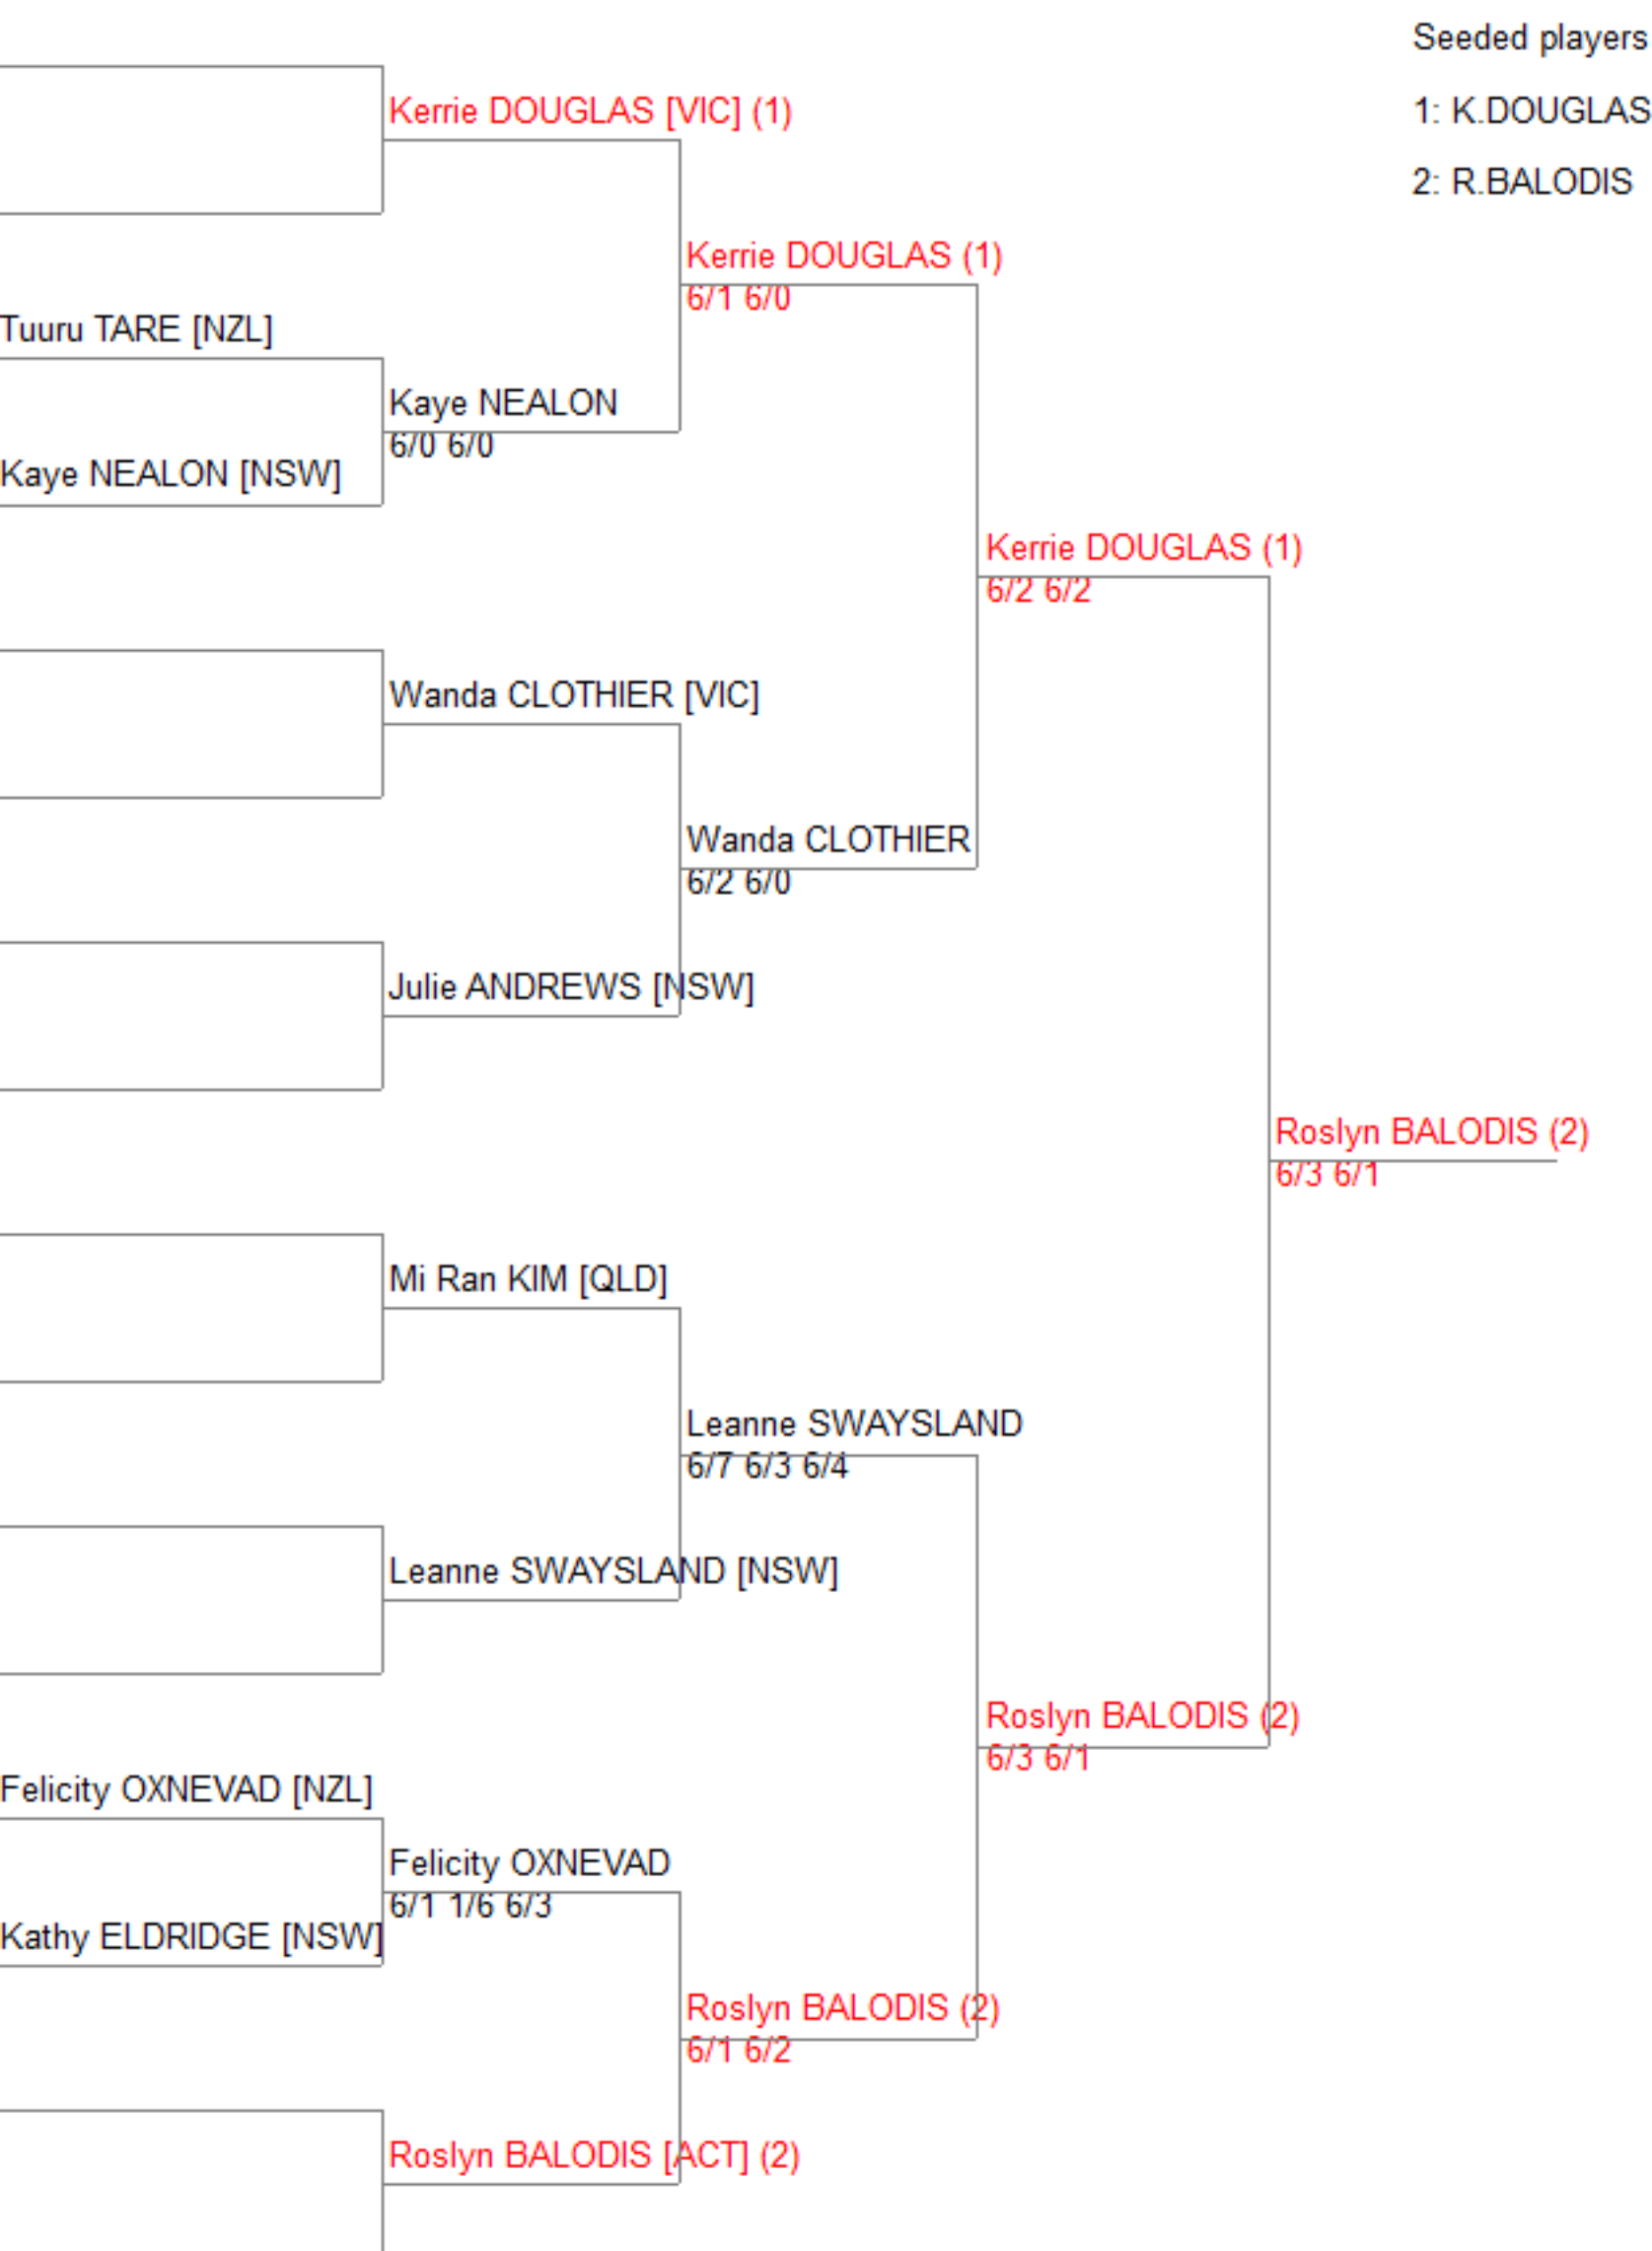 Seeded players
Kerrie DOUGLAS [VIC] (1)
1: K.DOUGLAS
2: R.BALODIS
Kerrie DOUGLAS (1)
6/1 6/0
Tuuru TARE [NZL]
Kaye NEALON
6/0 6/0
Kaye NEALON [NSW]
Kerrie DOUGLAS (1)
6/2 6/2
Wanda CLOTHIER [VIC]
Wanda CLOTHIER
6/2 6/0
Julie ANDREWS [NSW]
Roslyn BALODIS (2)
6/3 6/1
Mi Ran KIM [QLD]
Leanne SWAYSLAND
6/7 6/3 6/4
Leanne SWAYSLAND [NSW]
Roslyn BALODIS (2)
6/3 6/1
Felicity OXNEVAD [NZL]
Felicity OXNEVAD
6/1 1/6 6/3
Kathy ELDRIDGE [NSW]
Roslyn BALODIS (2)
6/1 6/2
Roslyn BALODIS [ACT] (2)